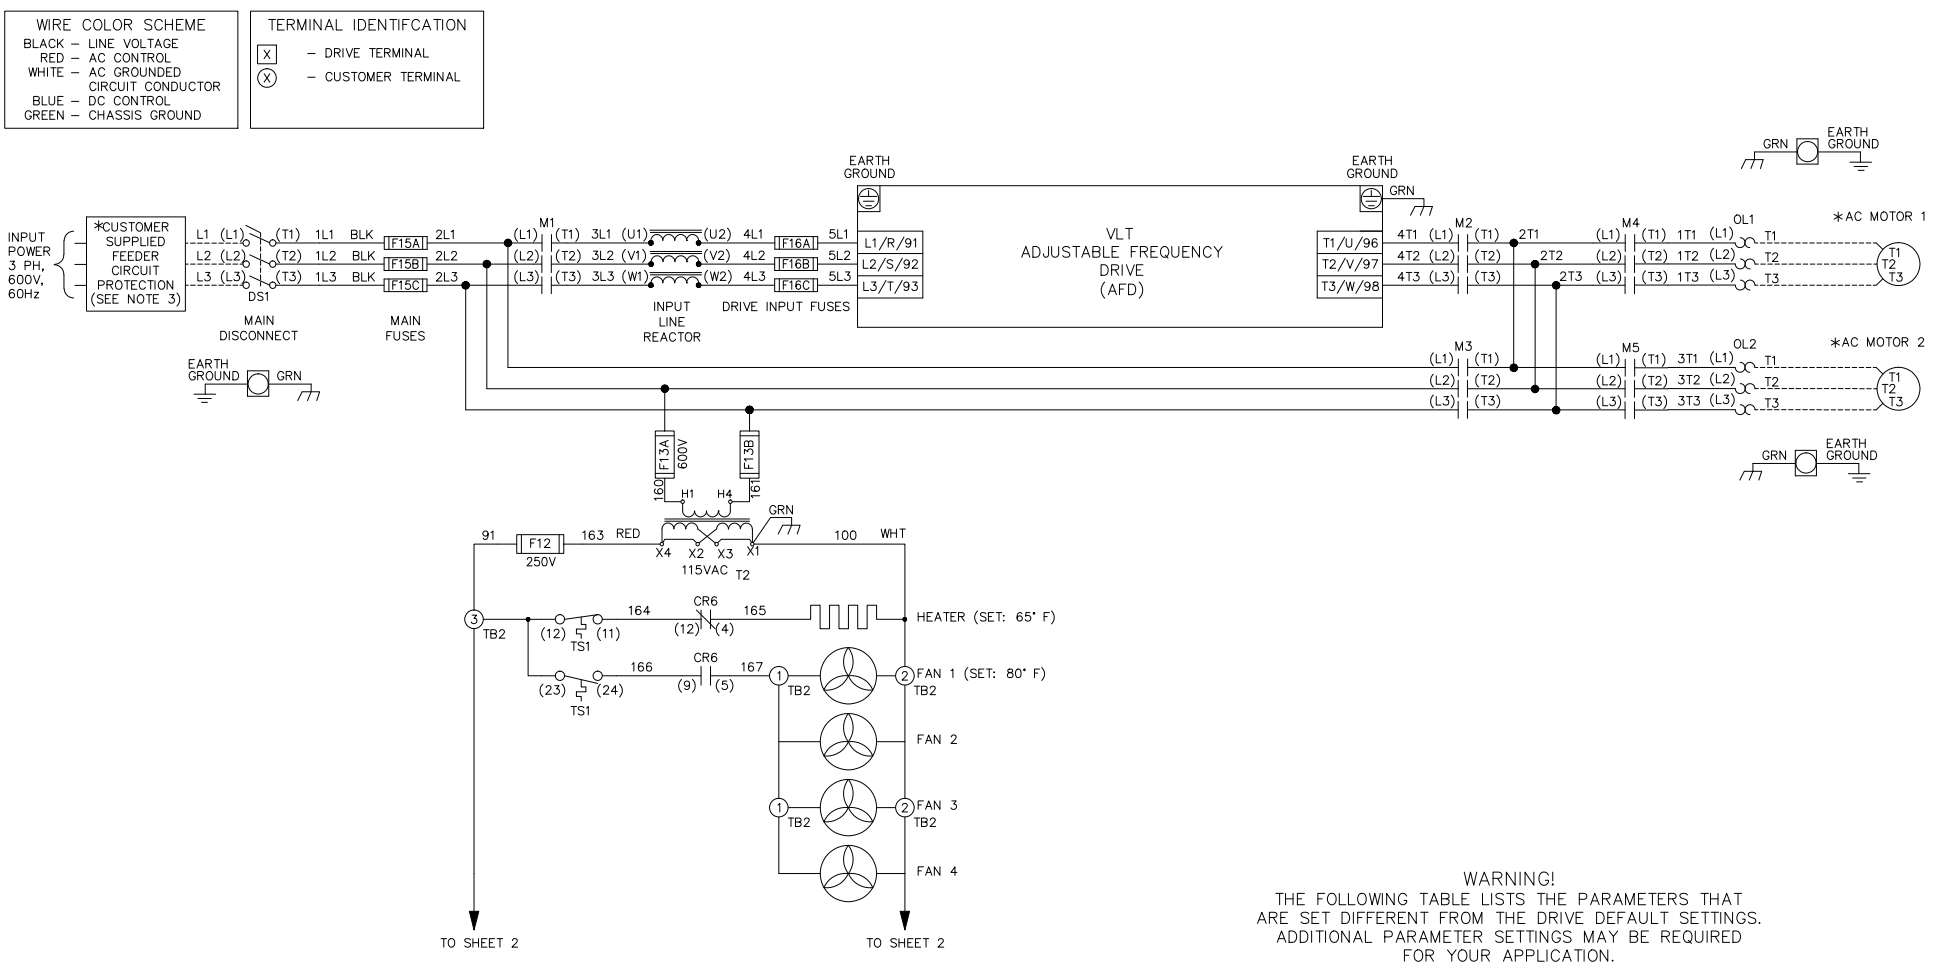 WIRE COLOR SCHEME
BLACK – LINE VOLTAGE
RED – AC CONTROL
WHITE – AC GROUNDED
CIRCUIT CONDUCTOR
BLUE – DC CONTROL
GREEN – CHASSIS GROUND
TERMINAL IDENTIFCATION
X – DRIVE TERMINAL
X – CUSTOMER TERMINAL
INPUT
POWER
3 PH,
600V,
60Hz
*CUSTOMER
SUPPLIED
FEEDER
CIRCUIT
PROTECTION
(SEE NOTE 3)
L1 (L1) (T1) 1L1 BLK F15A 2L1
L2 (L2) (T2) 1L2 BLK F15B 2L2
L3 (L3) (T3) 1L3 BLK F15C 2L3
DS1
MAIN
DISCONNECT
MAIN
FUSES
EARTH
GROUND GRN
M1
(L1) (T1) 3L1 (U1) (U2) 4L1 F16A 5L1
(L2) (T2) 3L2 (V1) (V2) 4L2 F16B 5L2
(L3) (T3) 3L3 (W1) (W2) 4L3 F16C 5L3
INPUT
LINE
REACTOR
DRIVE INPUT FUSES
EARTH
GROUND
L1/R/91
L2/S/92
L3/T/93
VLT
ADJUSTABLE FREQUENCY
DRIVE
(AFD)
EARTH
GROUND
GRN
T1/U/96
T2/V/97
T3/W/98
M2
4T1 (L1) (T1) 2T1
4T2 (L2) (T2) 2T2
4T3 (L3) (T3) 2T3
M4
OL1
(L1) (T1) 1T1 (L1) T1
(L2) (T2) 1T2 (L2) T2
(L3) (T3) 1T3 (L3) T3
GRN EARTH
GROUND
*AC MOTOR 1
T1
T2
T3
M3
(L1) (T1)
(L2) (T2)
(L3) (T3)
M5
OL2
(L1) (T1) 3T1 (L1) T1
(L2) (T2) 3T2 (L2) T2
(L3) (T3) 3T3 (L3) T3
*AC MOTOR 2
T1
T2
T3
GRN EARTH
GROUND
F13A
600V
F13B
160
H1 H4
161
GRN
91 F12 163 RED
250V
X4 X2 X3 X1
115VAC T2
100 WHT
3
TB2
(12) (11)
TS1
164
CR6
(12) (4)
165
HEATER (SET: 65° F)
(23) (24)
TS1
166
CR6
(9) (5)
167
1
TB2
2
TB2
FAN 1 (SET: 80° F)
FAN 2
1
TB2
2
TB2
FAN 3
FAN 4
TO SHEET 2
TO SHEET 2
WARNING!
THE FOLLOWING TABLE LISTS THE PARAMETERS THAT
ARE SET DIFFERENT FROM THE DRIVE DEFAULT SETTINGS.
ADDITIONAL PARAMETER SETTINGS MAY BE REQUIRED
FOR YOUR APPLICATION.